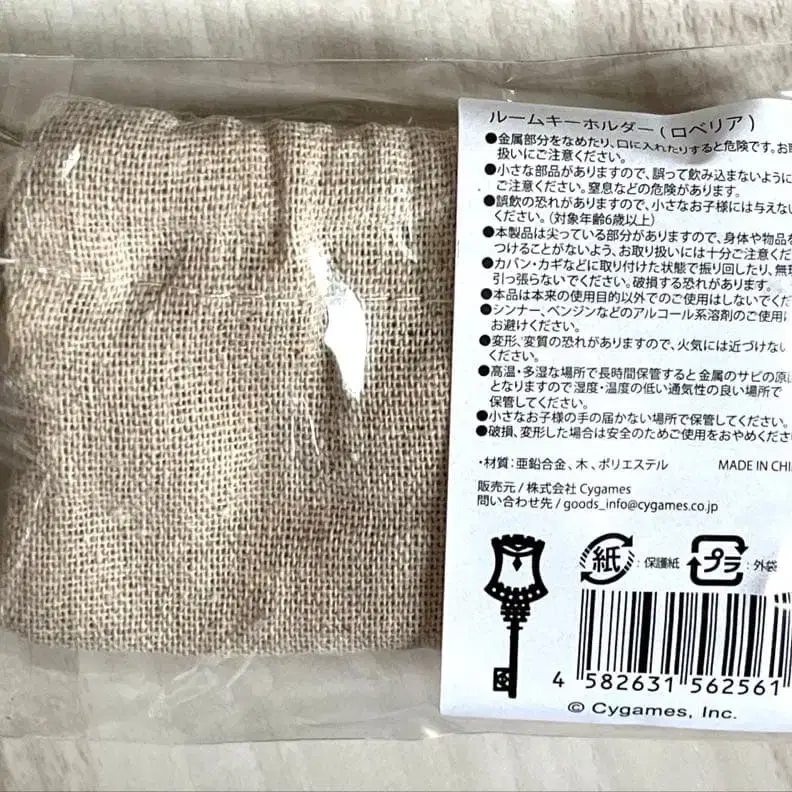 ルームキーホルダー(ロベリア)
●金属部分をなめたり、口に入れたりすると危険です。お取
扱いにご注意ください。
●小さな部品がありますので、誤って飲み込まないように
ご注意ください。窒息などの危険があります。
●誤飲の恐れがありますので、小さなお子様には与えない
ください。(対象年齢6歳以上)
●本製品は尖っている部分がありますので、身体や物品を
つけることがないよう、お取り扱いには十分ご注意くださ
●カバン・カギなどに取り付けた状態で振り回したり、無理
引っ張らないでください。破損する恐れがあります。
●本品は本来の使用目的以外でのご使用はしないでくだ
●シンナー、ベンジンなどのアルコール系溶剤のご使用
お避けください。
●変形、変質の恐れがありますので、火気には近づけない
ください。
●高温・多湿な場所で長時間保管すると金属のサビの原因
となりますので湿度・温度の低い通気性の良い場所で
保管してください。
●小さなお子様の手の届かない場所で保管してください。
●破損、変形した場合は安全のためご使用をおやめくださ
・材質:亜鉛合金、木、ポリエステル MADE IN CHI
販売元/株式会社 Cygames
問い合わせ先/goods_info@cygames.co.jp
紙:保護紙 プラ:外袋
4 582631 562561
© Cygames, Inc.